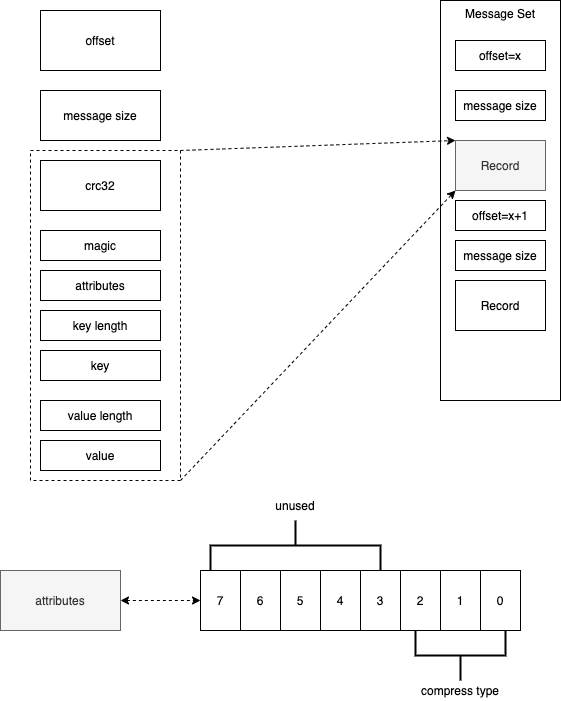 offset
message size
crc32
magic
attributes
key length
key
value length
value
Message Set
offset=x
message size
Record
offset=x+1
message size
Record
unused
attributes
7 6 5 4 3 2 1 0
compress type